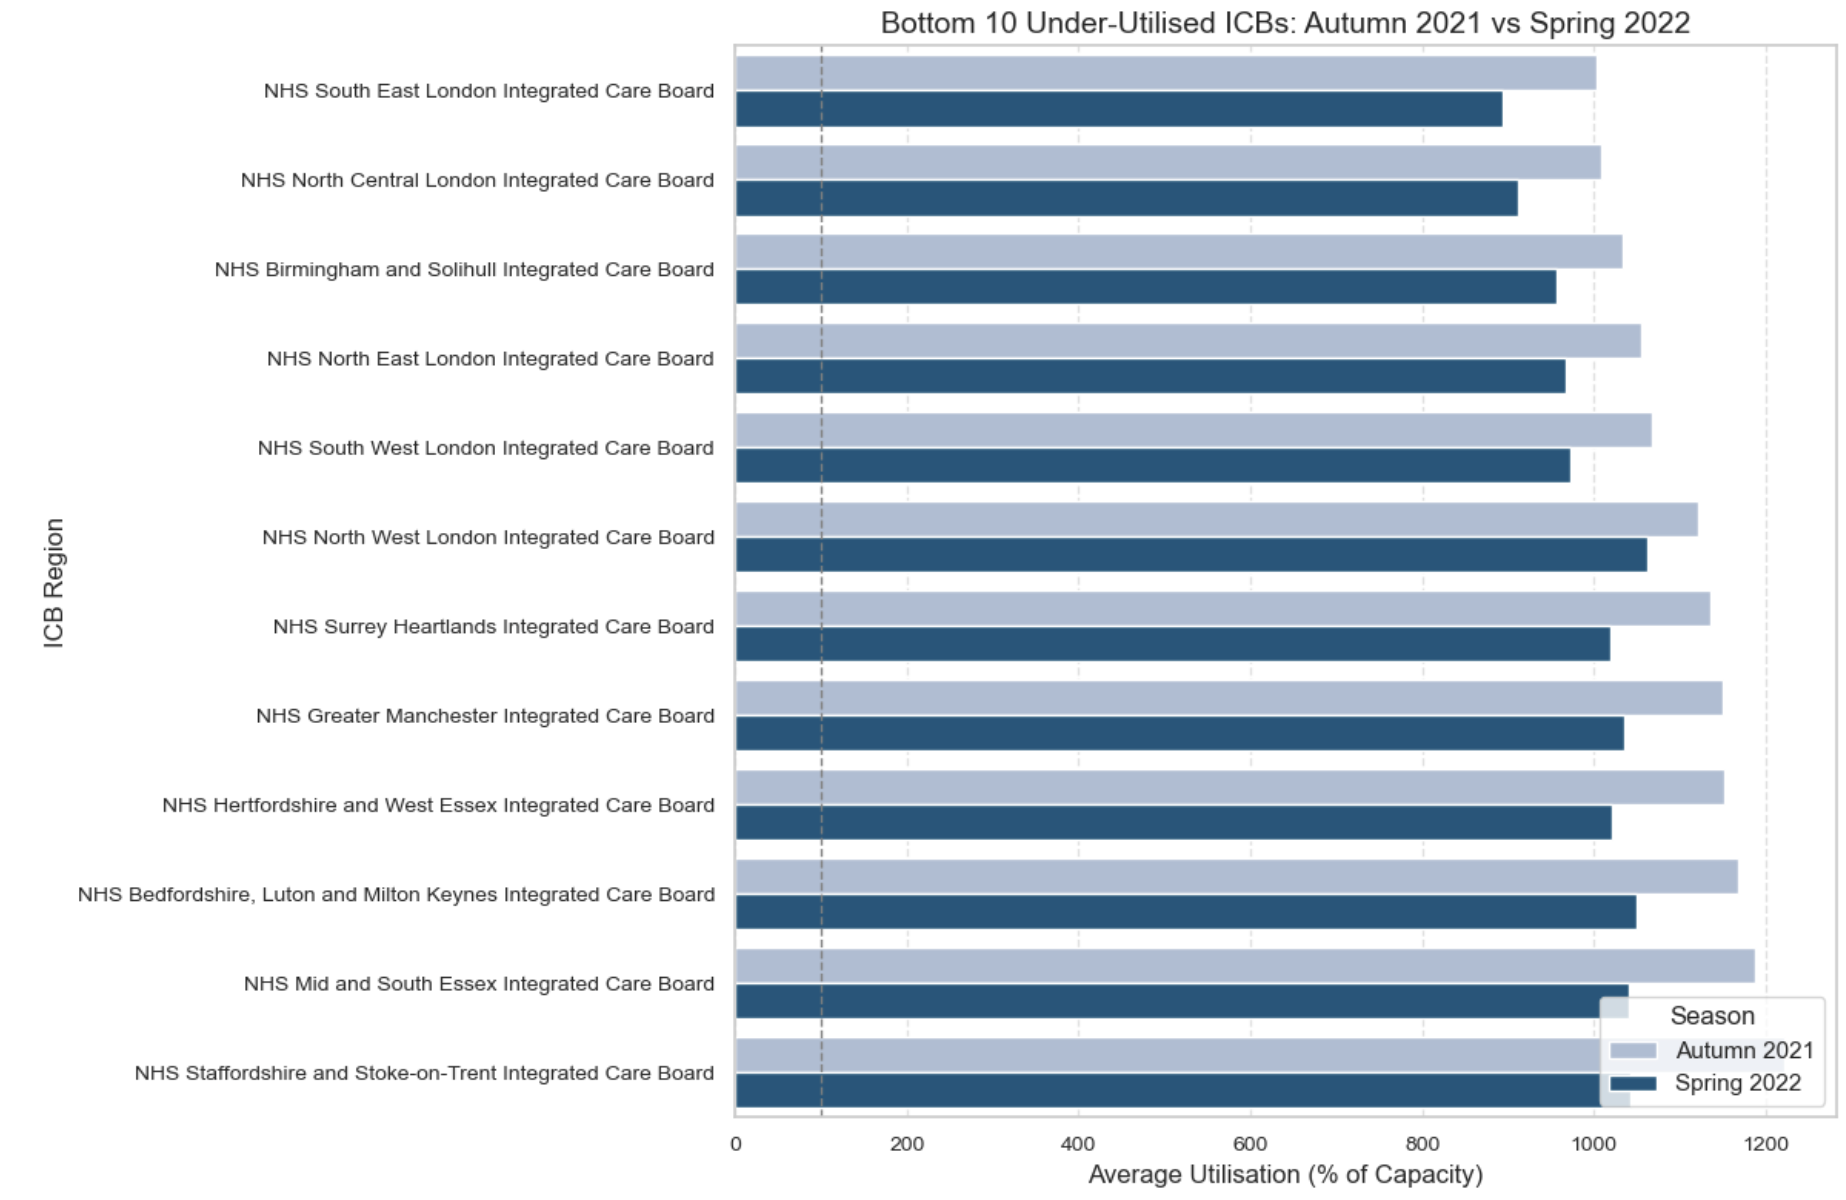 Bottom 10 Under-Utilised ICBs: Autumn 2021 vs Spring 2022
ICB Region
NHS South East London Integrated Care Board
NHS North Central London Integrated Care Board
NHS Birmingham and Solihull Integrated Care Board
NHS North East London Integrated Care Board
NHS South West London Integrated Care Board
NHS North West London Integrated Care Board
NHS Surrey Heartlands Integrated Care Board
NHS Greater Manchester Integrated Care Board
NHS Hertfordshire and West Essex Integrated Care Board
NHS Bedfordshire, Luton and Milton Keynes Integrated Care Board
NHS Mid and South Essex Integrated Care Board
NHS Staffordshire and Stoke-on-Trent Integrated Care Board
Season
Autumn 2021
Spring 2022
0 200 400 600 800 1000 1200
Average Utilisation (% of Capacity)